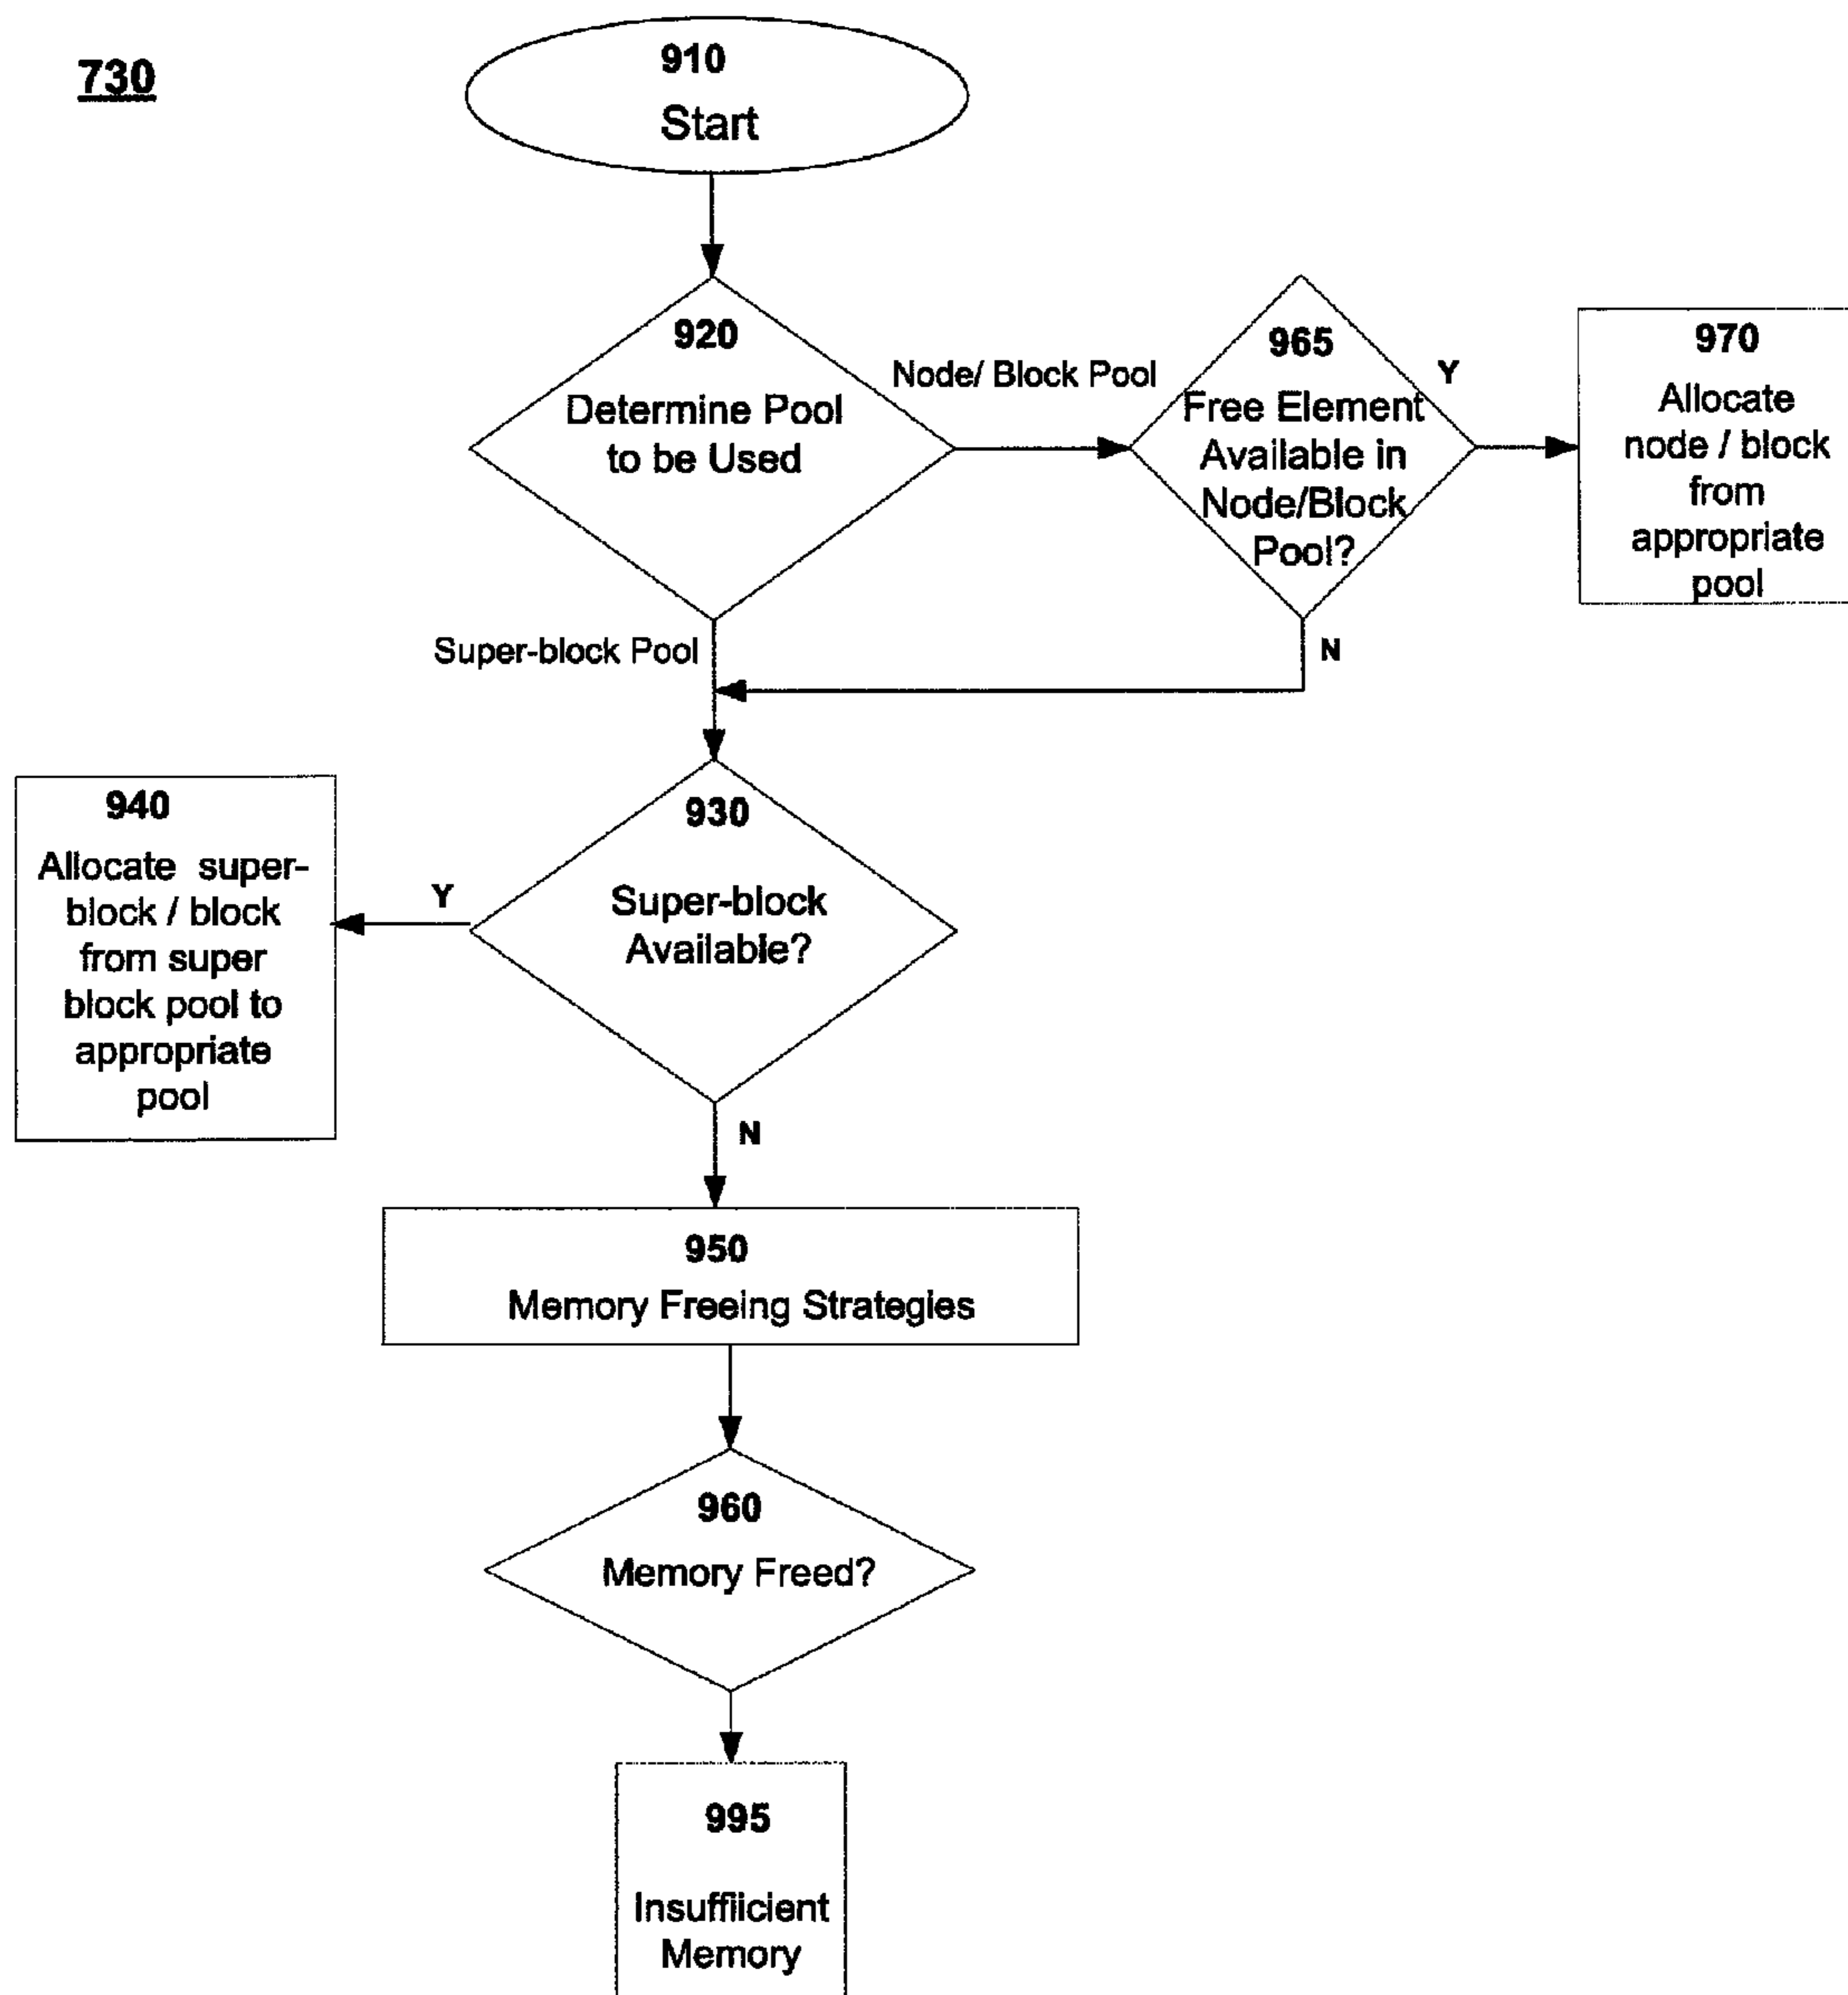 730
910
Start
920
Determine Pool
to be Used
Node/ Block Pool
965
Free Element
Available in
Node/Block
Pool?
Y
970
Allocate
node / block
from
appropriate
pool
Super-block Pool
N
930
Super-block
Available?
Y
940
Allocate super-
block / block
from super
block pool to
appropriate
pool
N
950
Memory Freeing Strategies
960
Memory Freed?
995
Insuffiicient
Memory